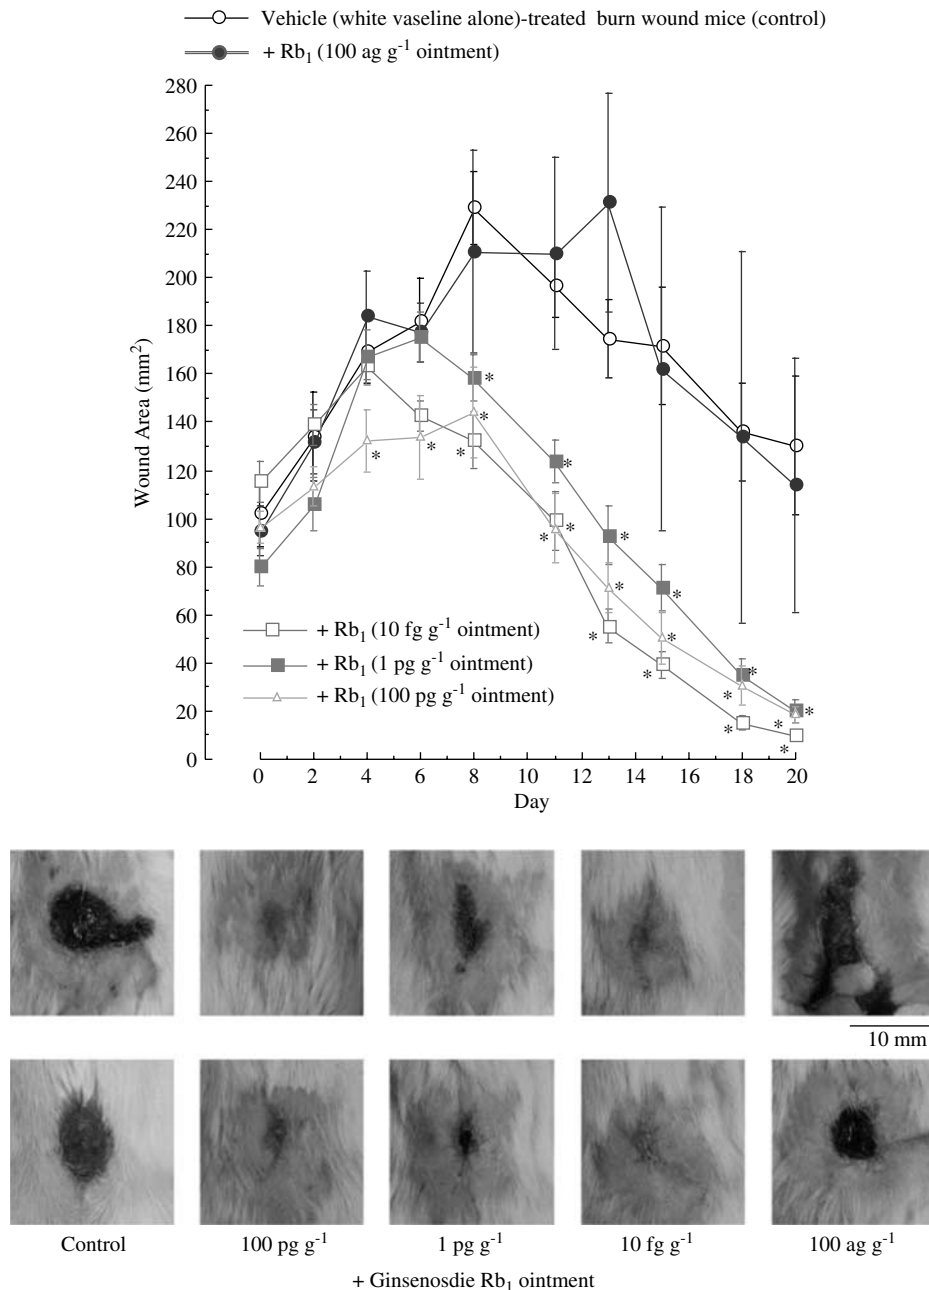 Vehicle (white vaseline alone)-treated burn wound mice (control)
+ Rb1 (100 ag g-1 ointment)
280
260
240
220
200
180
160
140
120
100
80
60
40
20
0
Wound Area (mm2)
* * * * * * * * * * * * * * * * * * * * * *
+ Rb1 (10 fg g-1 ointment)
+ Rb1 (1 pg g-1 ointment)
+ Rb1 (100 pg g-1 ointment)
0 2 4 6 8 10 12 14 16 18 20
Day
10 mm
Control 100 pg g-1 1 pg g-1 10 fg g-1 100 ag g-1
+ Ginsenosdie Rb1 ointment